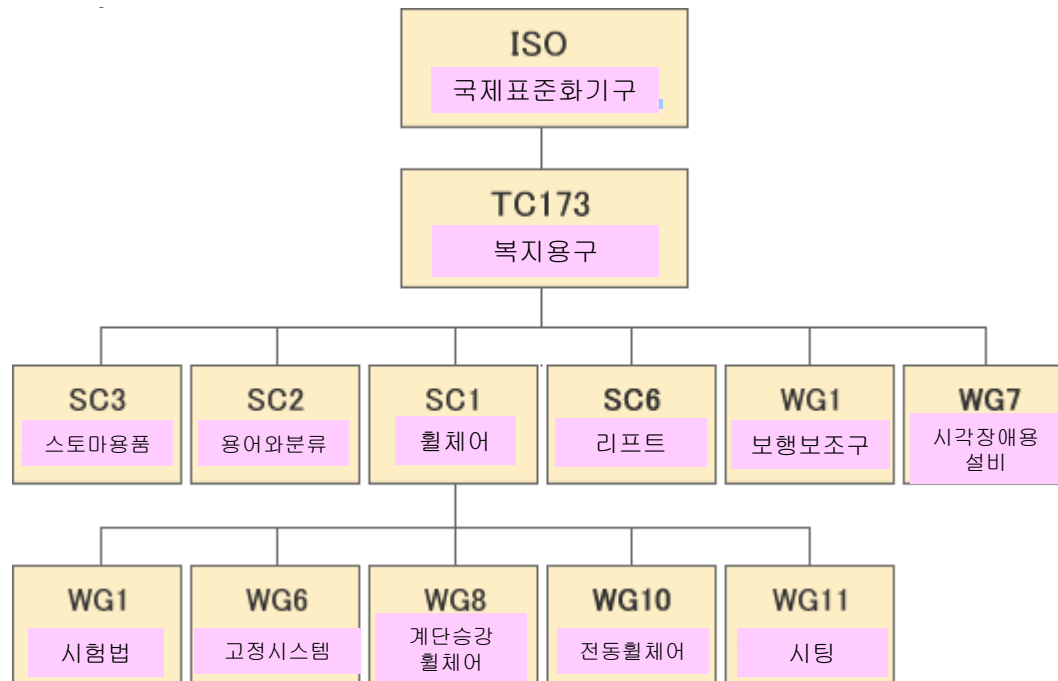 ISO
국제표준화기구
TC173
복지용구
SC3
스토마용품
SC2
용어와분류
SC1
휠체어
SC6
리프트
WG1
보행보조구
WG7
시각장애용
설비
WG1
시험법
WG6
고정시스템
WG8
계단승강
휠체어
WG10
전동휠체어
WG11
시팅